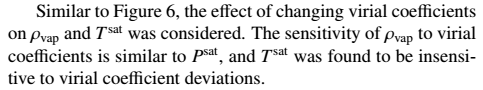 Similar to Figure 6, the effect of changing virial coefficients
on ρvap and Tsat was considered. The sensitivity of ρvap to virial
coefficients is similar to Psat, and Tsat was found to be insensi-
tive to virial coefficient deviations.